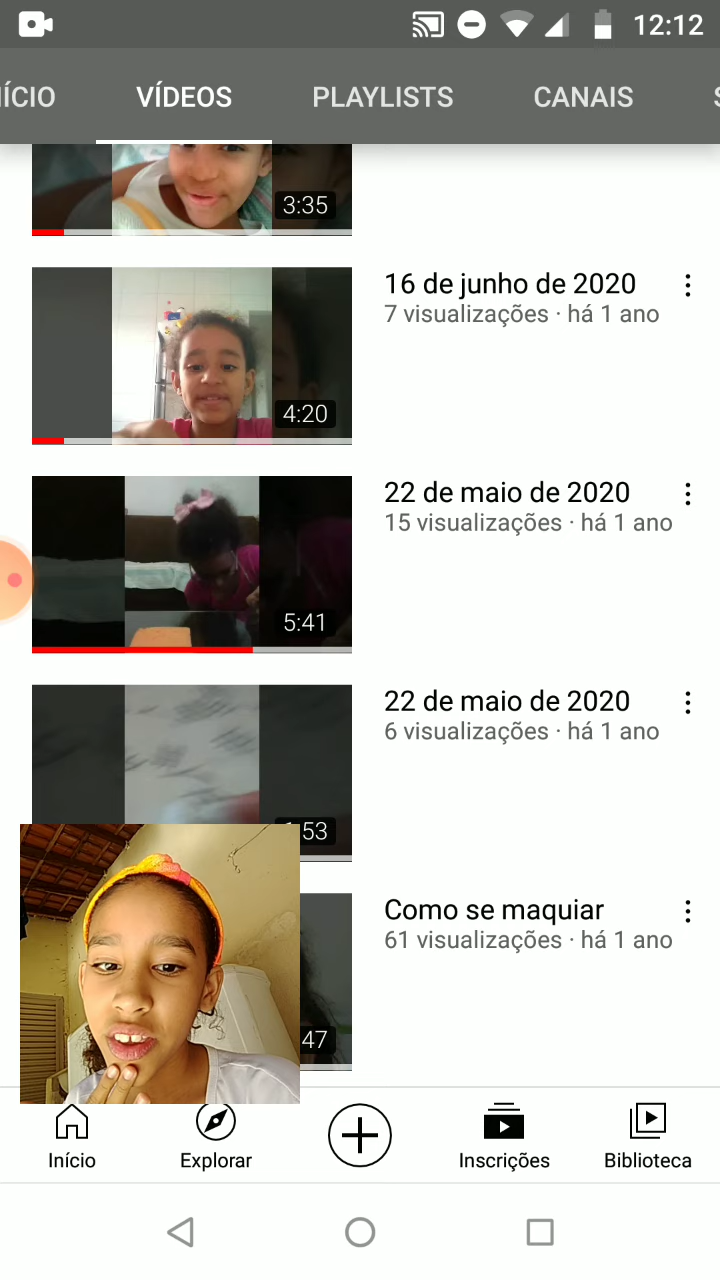 12:12
ÍCIO VÍDEOS PLAYLISTS CANAIS S
3:35
16 de junho de 2020
7 visualizações · há 1 ano
4:20
22 de maio de 2020
15 visualizações · há 1 ano
5:41
22 de maio de 2020
6 visualizações · há 1 ano
:53
Como se maquiar
61 visualizações · há 1 ano
47
Início Explorar Inscrições Biblioteca